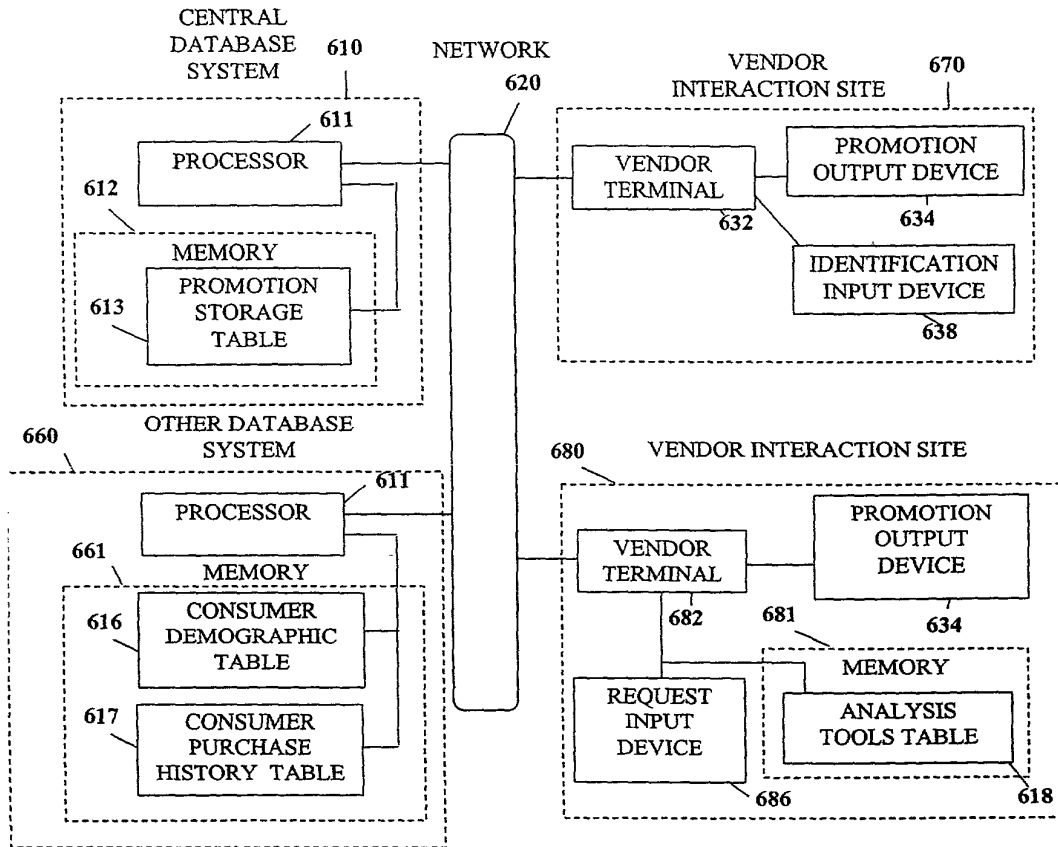 CENTRAL
DATABASE
SYSTEM
610
611
PROCESSOR
612
MEMORY
613
PROMOTION
STORAGE
TABLE
NETWORK
620
VENDOR
INTERACTION SITE
670
VENDOR
TERMINAL
632
PROMOTION
OUTPUT DEVICE
634
IDENTIFICATION
INPUT DEVICE
638
OTHER DATABASE
SYSTEM
660
611
PROCESSOR
661
MEMORY
616
CONSUMER
DEMOGRAPHIC
TABLE
617
CONSUMER
PURCHASE
HISTORY TABLE
VENDOR INTERACTION SITE
680
VENDOR
TERMINAL
682
PROMOTION
OUTPUT
DEVICE
634
681
MEMORY
REQUEST
INPUT
DEVICE
686
ANALYSIS
TOOLS TABLE
618